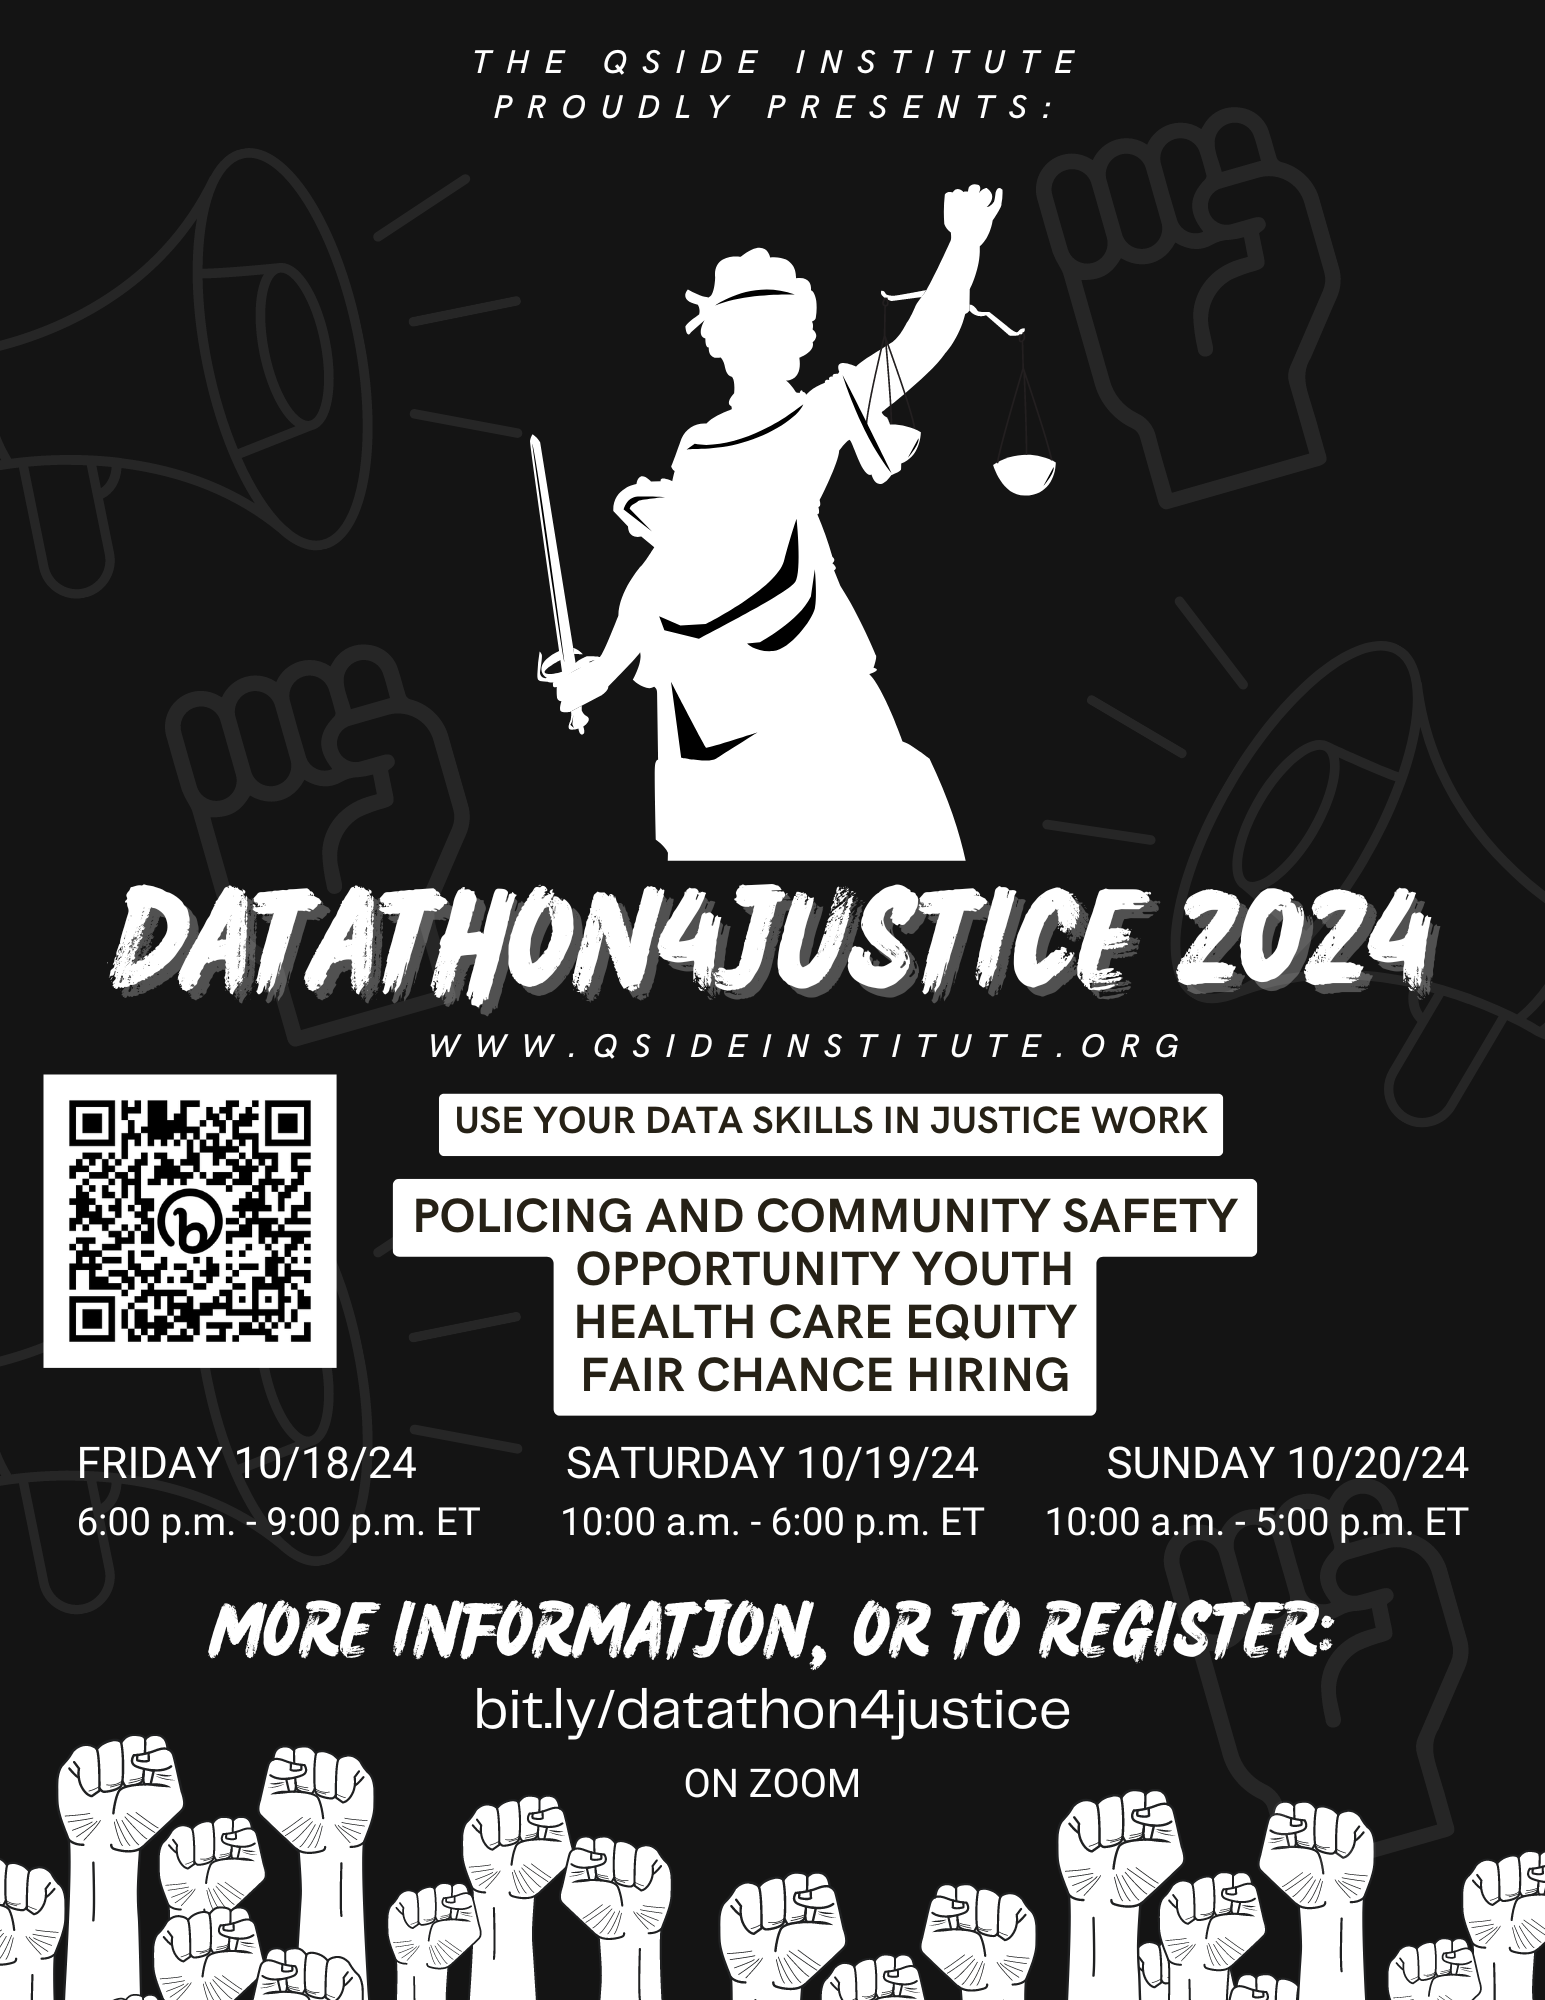 THE QSIDE INSTITUTE
PROUDLY PRESENTS:
DATATHON4JUSTICE 2024
WWW.QSIDEINSTITUTE.ORG
USE YOUR DATA SKILLS IN JUSTICE WORK
POLICING AND COMMUNITY SAFETY
OPPORTUNITY YOUTH
HEALTH CARE EQUITY
FAIR CHANCE HIRING
FRIDAY 10/18/24
6:00 p.m. - 9:00 p.m. ET
SATURDAY 10/19/24
10:00 a.m. - 6:00 p.m. ET
SUNDAY 10/20/24
10:00 a.m. - 5:00 p.m. ET
MORE INFORMATION, OR TO REGISTER:
bit.ly/datathon4justice
ON ZOOM